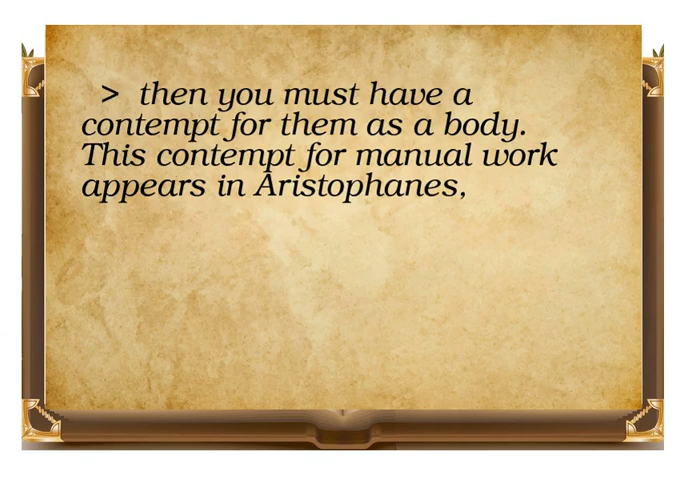 > then you must have a
contempt for them as a body.
This contempt for manual work
appears in Aristophanes,